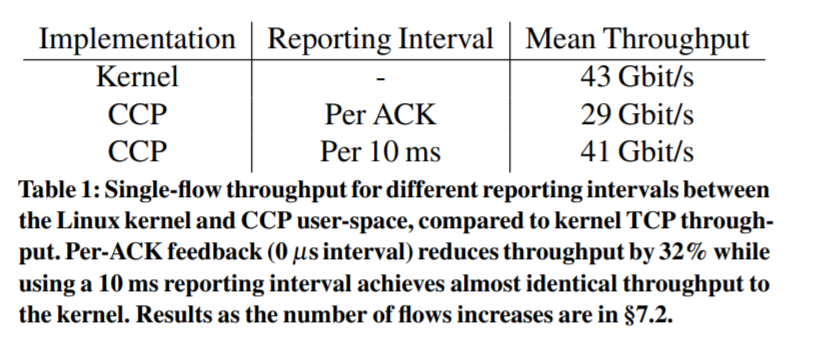 Implementation Reporting Interval Mean Throughput
Kernel - 43 Gbit/s
CCP Per ACK 29 Gbit/s
CCP Per 10 ms 41 Gbit/s
Table 1: Single-flow throughput for different reporting intervals between
the Linux kernel and CCP user-space, compared to kernel TCP through-
put. Per-ACK feedback (0 μs interval) reduces throughput by 32% while
using a 10 ms reporting interval achieves almost identical throughput to
the kernel. Results as the number of flows increases are in §7.2.